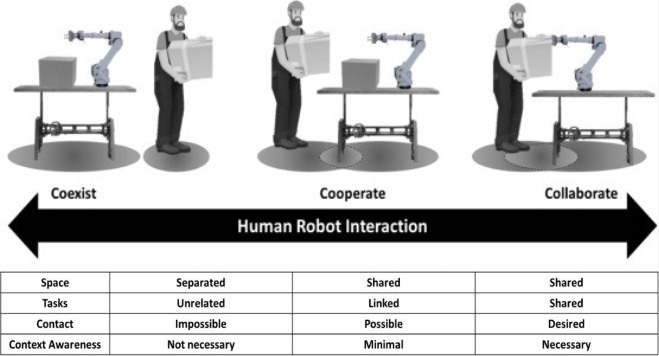 Coexist Cooperate Collaborate
Human Robot Interaction
Space Separated Shared Shared
Tasks Unrelated Linked Shared
Contact Impossible Possible Desired
Context Awareness Not necessary Minimal Necessary